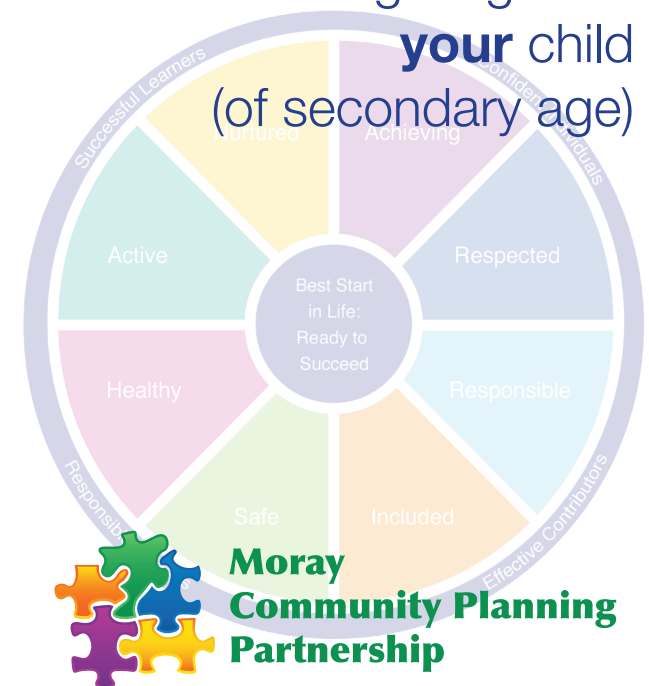 your child
(of secondary age)
Successful Learners
Confident Individuals
Nurtured
Achieving
Active
Respected
Best Start
in Life:
Ready to
Succeed
Healthy
Responsible
Safe
Included
Effective Contributors
Moray
Community Planning
Partnership